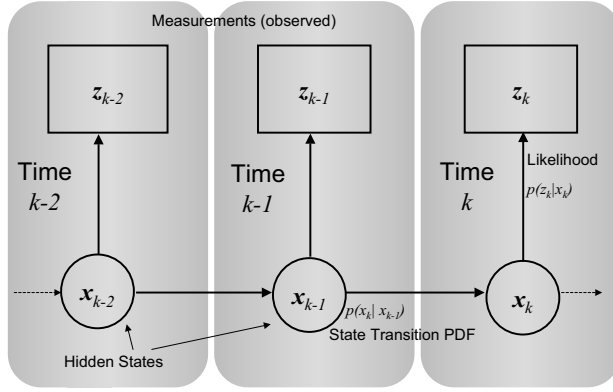 Measurements (observed)
z_{k-2}
z_{k-1}
z_k
Time
k-2
Time
k-1
Time
k
Likelihood
p(z_k|x_k)
x_{k-2}
x_{k-1}
x_k
p(x_k| x_{k-1})
State Transition PDF
Hidden States